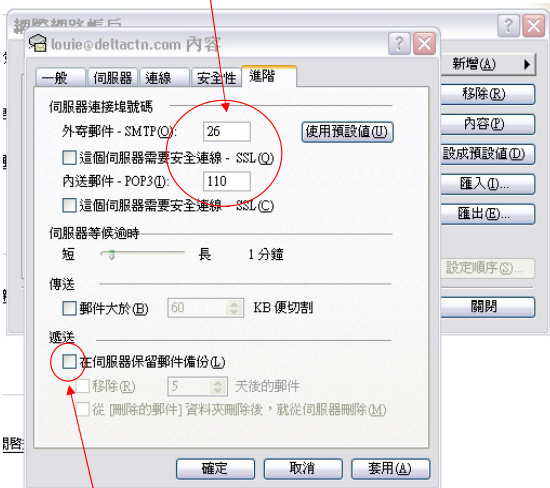 網際網路帳戶
louie@deltactn.com 內容
一般 伺服器 連線 安全性 進階
伺服器連接埠號碼
外寄郵件 - SMTP(O): 26 使用預設值(U)
這個伺服器需要安全連線 - SSL(Q)
內送郵件 - POP3(I): 110
這個伺服器需要安全連線 - SSL(C)
伺服器等候逾時
短 長 1 分鐘
傳送
郵件大於(B) 60 KB 便切割
遞送
在伺服器保留郵件備份(L)
移除(R) 5 天後的郵件
從 [刪除的郵件] 資料夾刪除後，就從伺服器刪除(M)
確定 取消 套用(A)
新增(A)
移除(R)
內容(P)
設成預設值(D)
匯入(I)...
匯出(E)...
設定順序(S)...
關閉